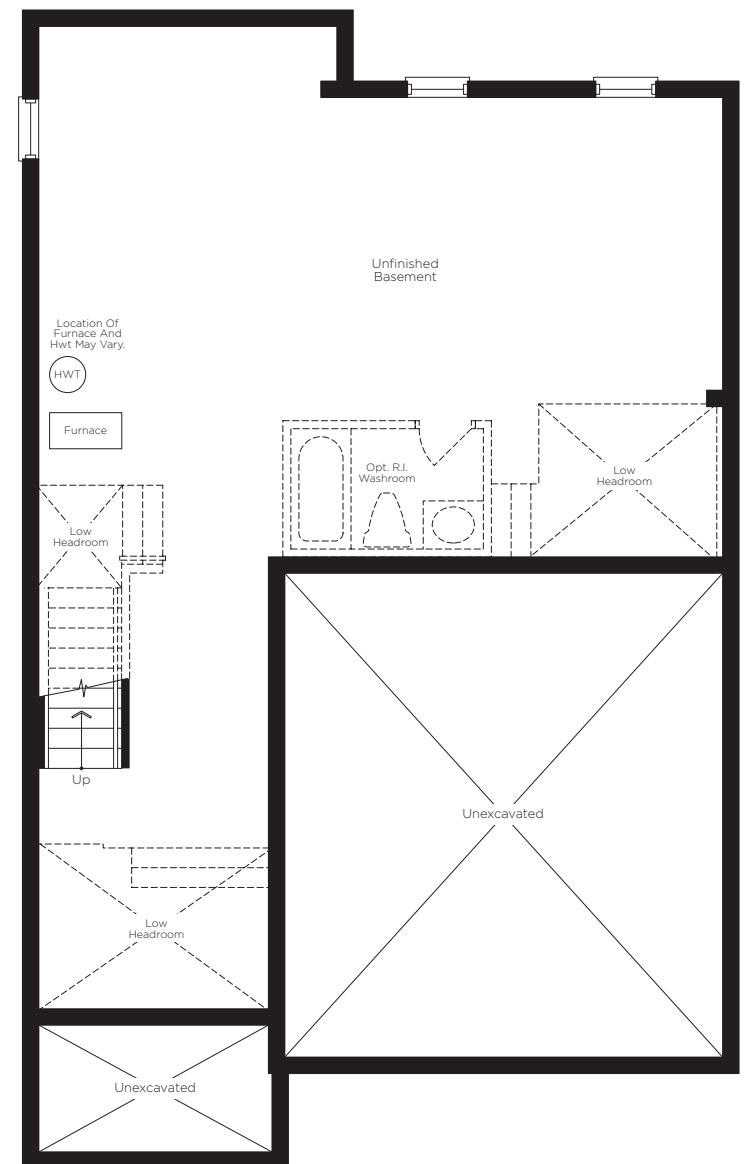 Unfinished
Basement
Location Of
Furnace And
Hwt May Vary.
HWT
Furnace
Opt. R.I.
Washroom
Low
Headroom
Low
Headroom
Up
Unexcavated
Low
Headroom
Unexcavated